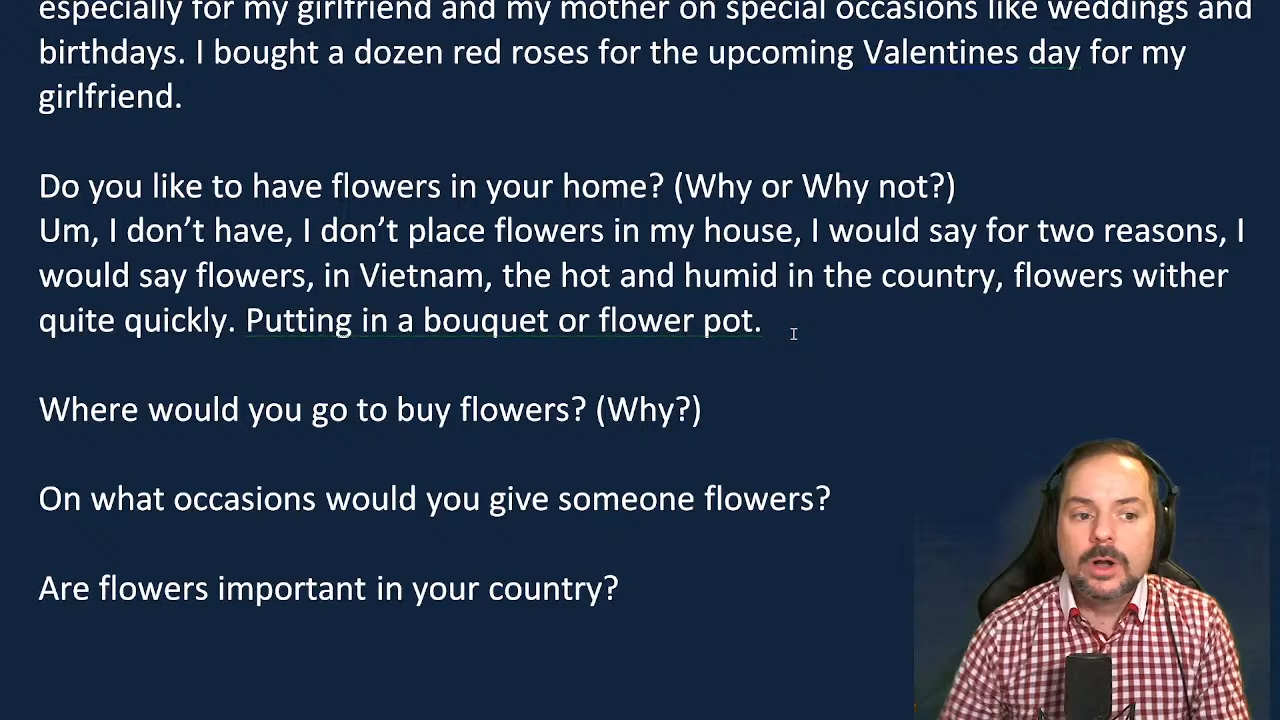 especially for my girlfriend and my mother on special occasions like weddings and
birthdays. I bought a dozen red roses for the upcoming Valentines day for my
girlfriend.
Do you like to have flowers in your home? (Why or Why not?)
Um, I don’t have, I don’t place flowers in my house, I would say for two reasons, I
would say flowers, in Vietnam, the hot and humid in the country, flowers wither
quite quickly. Putting in a bouquet or flower pot.
Where would you go to buy flowers? (Why?)
On what occasions would you give someone flowers?
Are flowers important in your country?